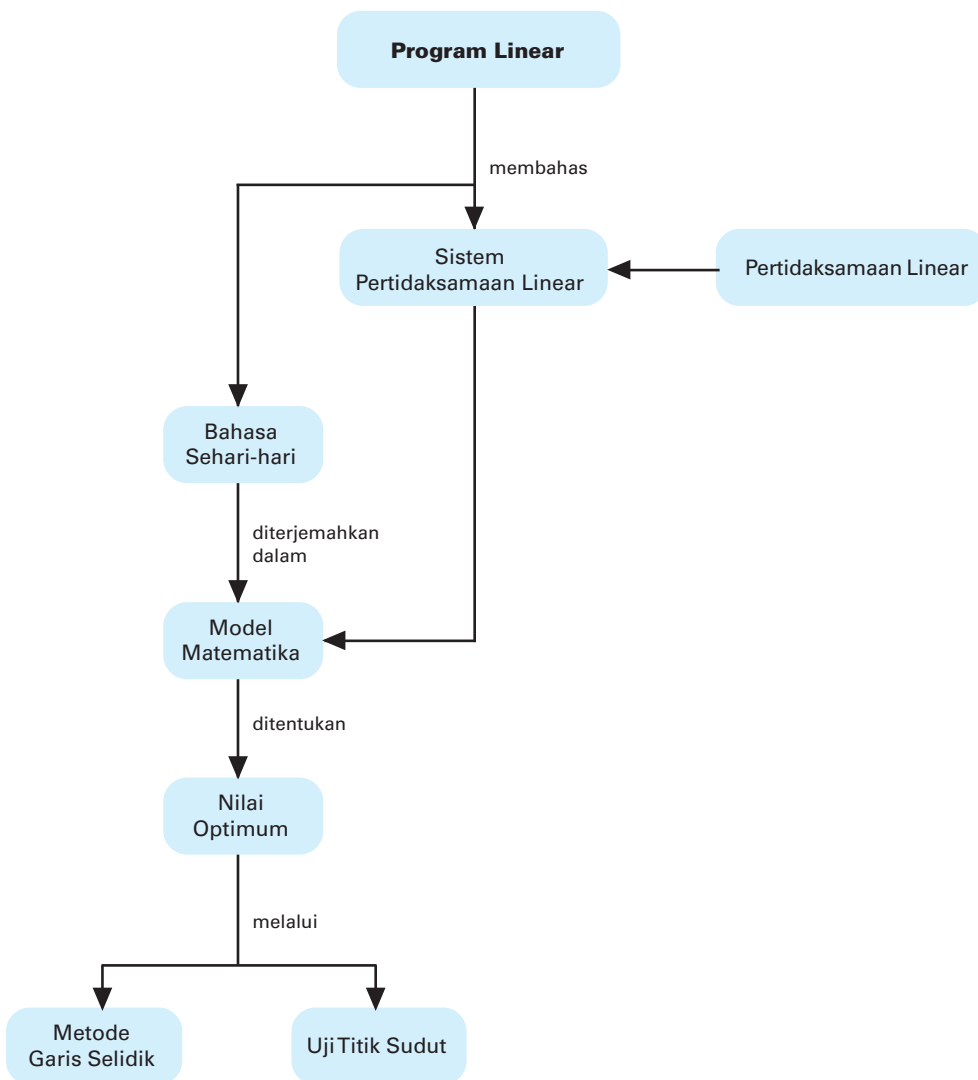 Program Linear
membahas
Sistem
Pertidaksamaan Linear
Pertidaksamaan Linear
Bahasa
Sehari-hari
diterjemahkan
dalam
Model
Matematika
ditentukan
Nilai
Optimum
melalui
Metode
Garis Selidik
Uji Titik Sudut